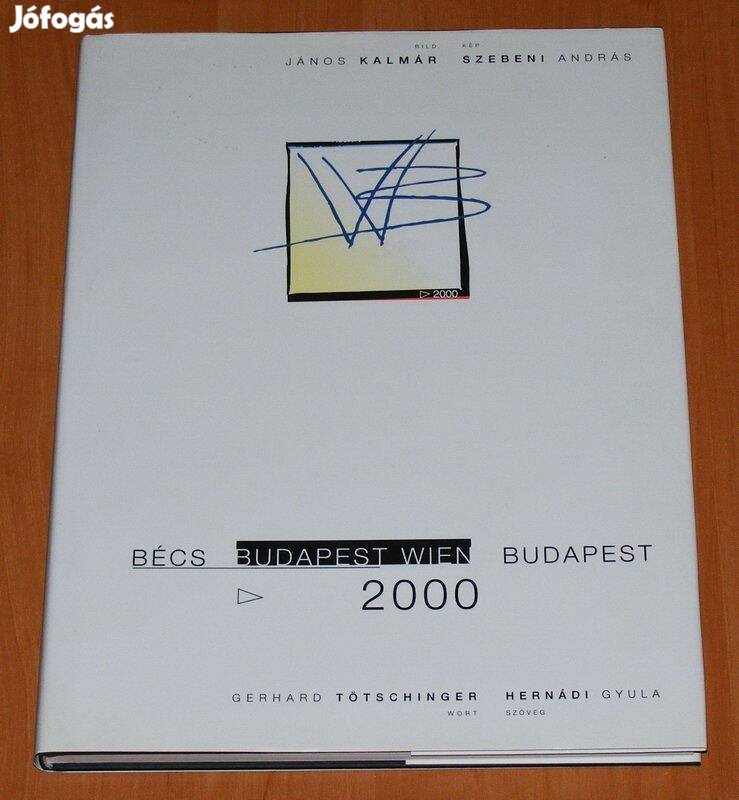 Jófogás
BILD KÉP
JÁNOS KALMÁR SZEBENI ANDRÁS
WB
▷ 2000
BÉCS BUDAPEST WIEN BUDAPEST
▷ 2000
GERHARD TÖTSCHINGER HERNÁDI GYULA
WORT SZÖVEG